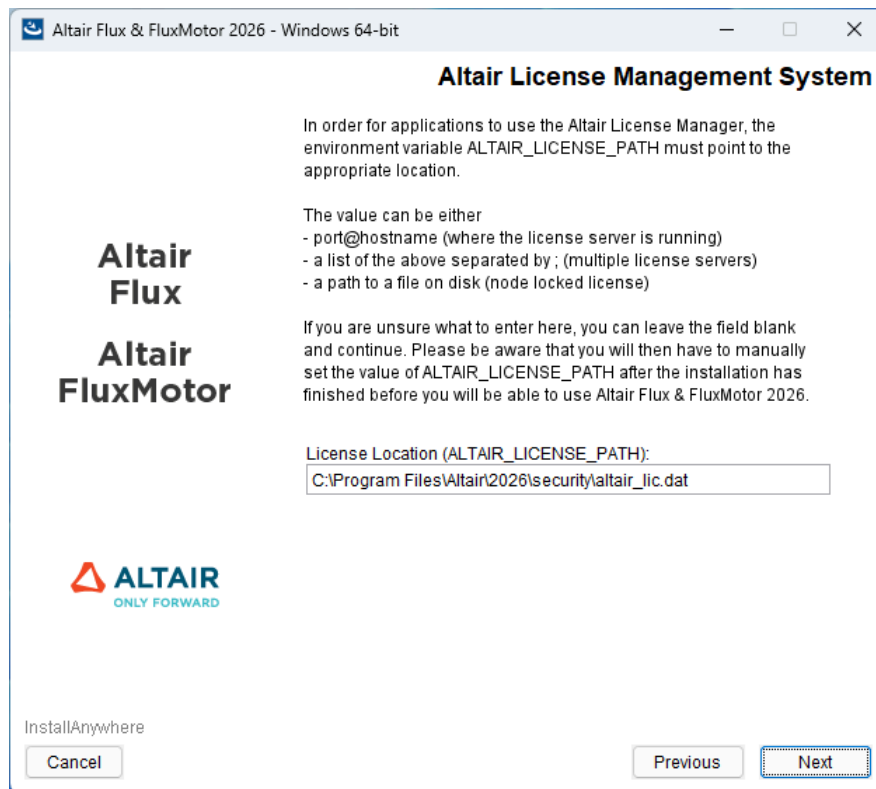 Altair Flux & FluxMotor 2026 - Windows 64-bit
Altair License Management System
In order for applications to use the Altair License Manager, the
environment variable ALTAIR_LICENSE_PATH must point to the
appropriate location.
The value can be either
- port@hostname (where the license server is running)
- a list of the above separated by ; (multiple license servers)
- a path to a file on disk (node locked license)
If you are unsure what to enter here, you can leave the field blank
and continue. Please be aware that you will then have to manually
set the value of ALTAIR_LICENSE_PATH after the installation has
finished before you will be able to use Altair Flux & FluxMotor 2026.
License Location (ALTAIR_LICENSE_PATH):
C:\Program Files\Altair\2026\security\altair_lic.dat
Altair
Flux
Altair
FluxMotor
ALTAIR
ONLY FORWARD
InstallAnywhere
Cancel
Previous
Next